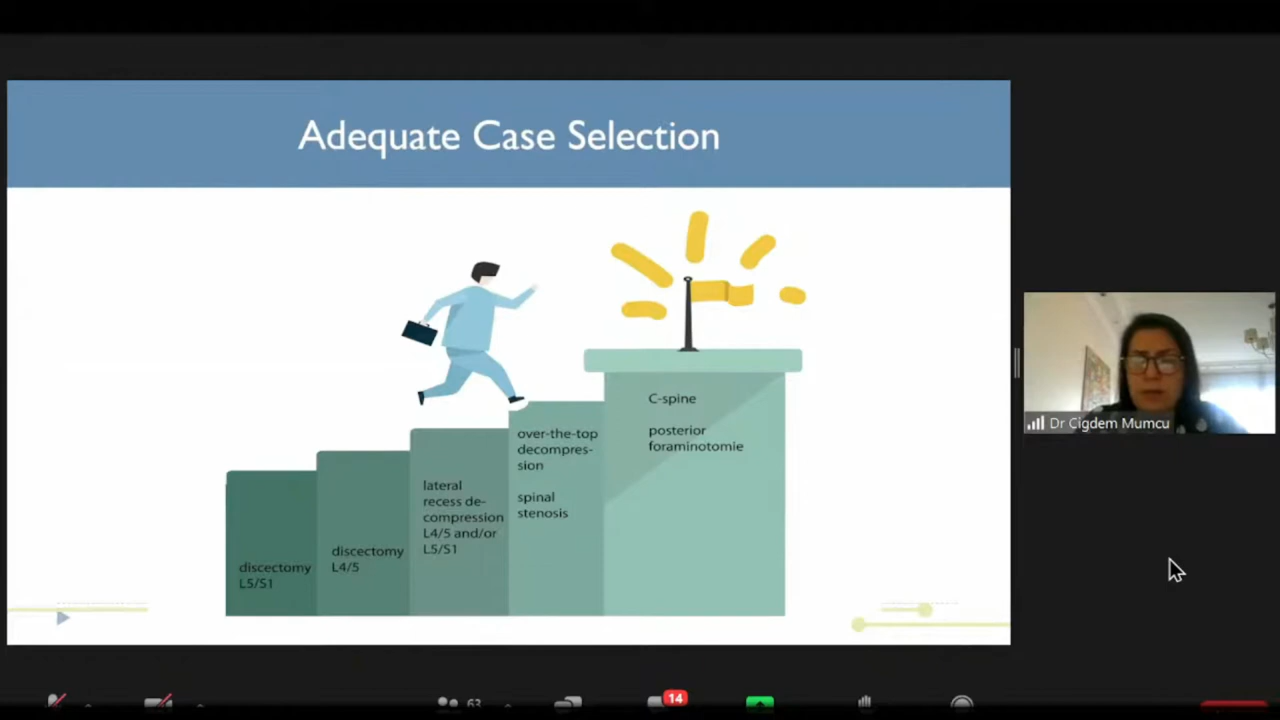 Adequate Case Selection
C-spine
posterior
foraminotomie
over-the-top
decompres-
sion
spinal
stenosis
lateral
recess de-
compression
L4/5 and/or
L5/S1
discectomy
L4/5
discectomy
L5/S1
Dr Cigdem Mumcu
63
14